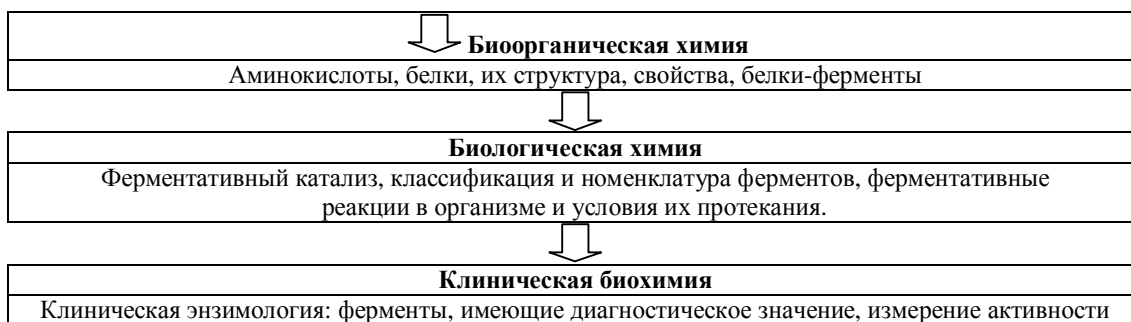 Биоорганическая химия
Аминокислоты, белки, их структура, свойства, белки-ферменты
Биологическая химия
Ферментативный катализ, классификация и номенклатура ферментов, ферментативные
реакции в организме и условия их протекания.
Клиническая биохимия
Клиническая энзимология: ферменты, имеющие диагностическое значение, измерение активности